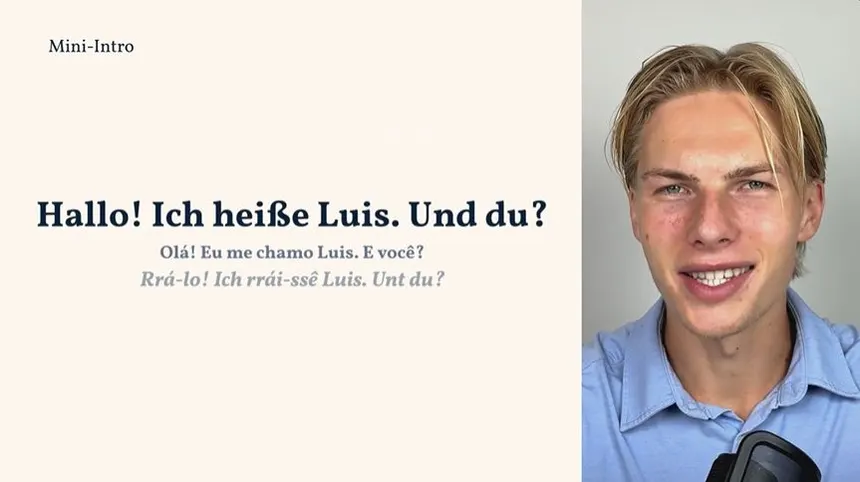 Mini-Intro
Hallo! Ich heiße Luis. Und du?
Olá! Eu me chamo Luis. E você?
Rrá-lo! Ich rrái-ssê Luis. Unt du?